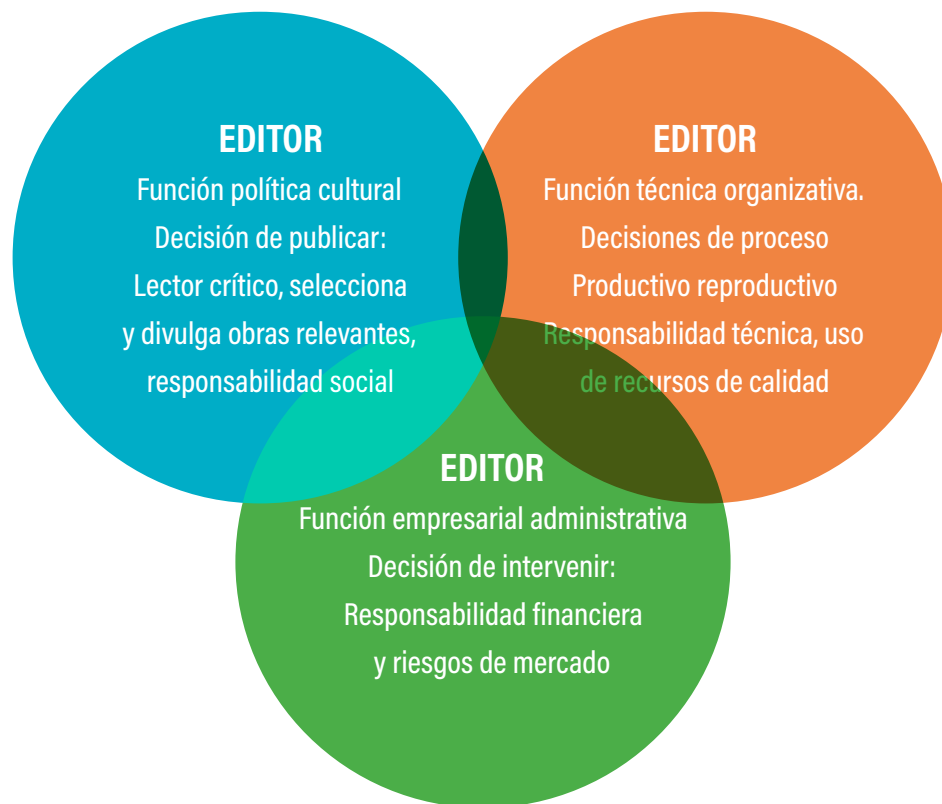 EDITOR
Función política cultural
Decisión de publicar:
Lector crítico, selecciona
y divulga obras relevantes,
responsabilidad social
EDITOR
Función técnica organizativa.
Decisiones de proceso
Productivo reproductivo
Responsabilidad técnica, uso
de recursos de calidad
EDITOR
Función empresarial administrativa
Decisión de intervenir:
Responsabilidad financiera
y riesgos de mercado